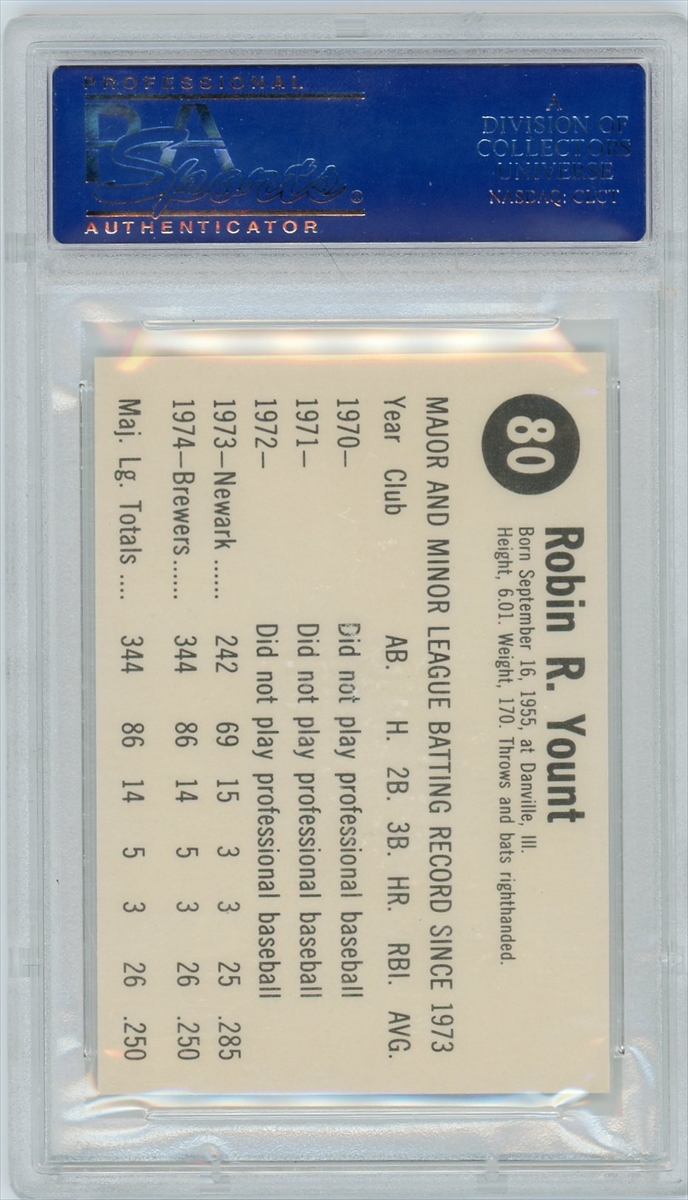 PROFESSIONAL
PSA
Sports ®
AUTHENTICATOR
A
DIVISION OF
COLLECTORS
UNIVERSE
NASDAQ: CLCT
80
Robin R. Yount
Born September 16, 1955, at Danville, Ill.
Height, 6.01. Weight, 170. Throws and bats righthanded.
MAJOR AND MINOR LEAGUE BATTING RECORD SINCE 1973
Year Club AB. H. 2B. 3B. HR. RBI. AVG.
1970— Did not play professional baseball
1971— Did not play professional baseball
1972— Did not play professional baseball
1973—Newark ...... 242 69 15 3 3 25 .285
1974—Brewers...... 344 86 14 5 3 26 .250
Maj. Lg. Totals .... 344 86 14 5 3 26 .250